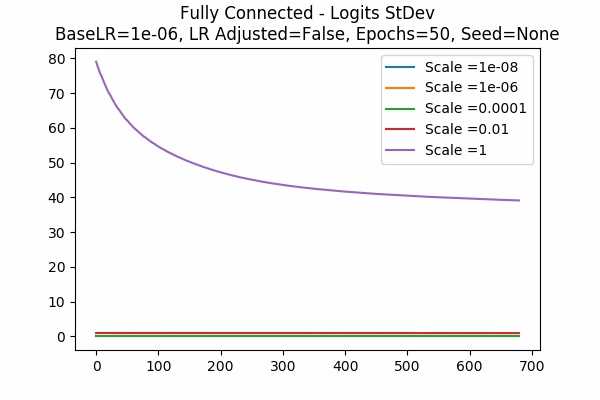 Fully Connected - Logits StDev
BaseLR=1e-06, LR Adjusted=False, Epochs=50, Seed=None
Scale =1e-08
Scale =1e-06
Scale =0.0001
Scale =0.01
Scale =1
80
70
60
50
40
30
20
10
0
0 100 200 300 400 500 600 700